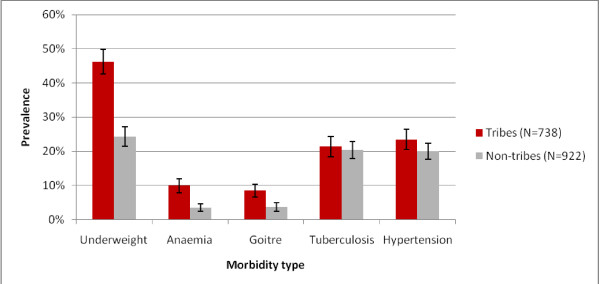 60%
50%
40%
30%
20%
10%
0%
Prevalence
Underweight
Anaemia
Goitre
Tuberculosis
Hypertension
Morbidity type
Tribes (N=738)
Non-tribes (N=922)